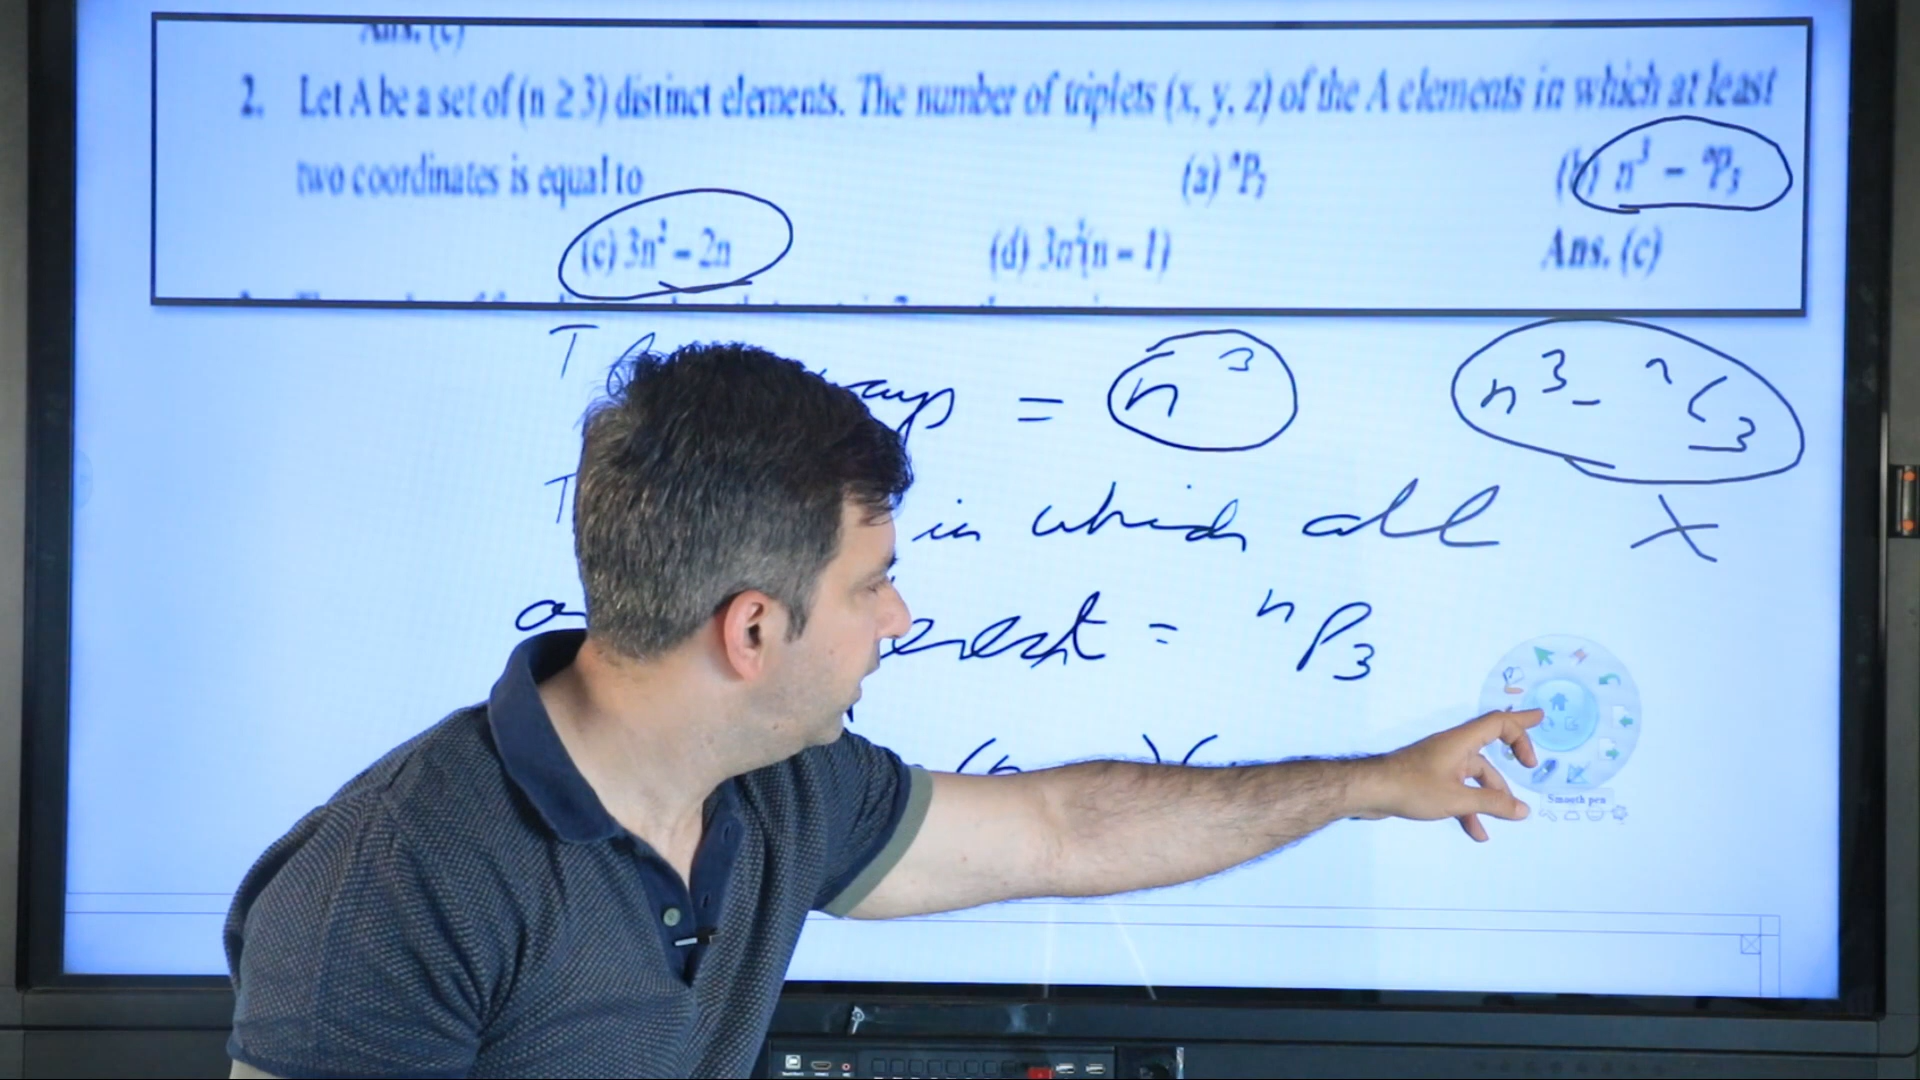 Ans. (c)
2. Let A be a set of (n ≥ 3) distinct elements. The number of triplets (x, y, z) of the A elements in which at least
two coordinates is equal to (a) ⁿP₃ (b) n³ – ⁿP₃
(c) 3n² – 2n (d) 3n²(n – 1) Ans. (c)
ways = n³
n³ - ⁿC₃
in which all X
= ⁿP₃
Smooth pen